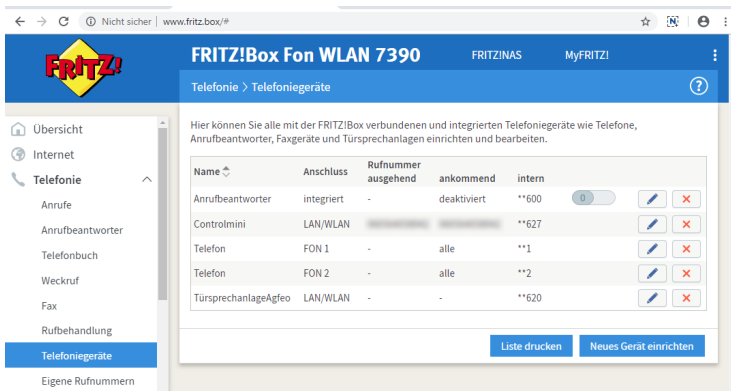 Nicht sicher | www.fritz.box/#
FRITZ!
FRITZ!Box Fon WLAN 7390 FRITZ!NAS MyFRITZ!
Telefonie > Telefoniegeräte ?
Übersicht
Internet
Telefonie
Anrufe
Anrufbeantworter
Telefonbuch
Weckruf
Fax
Rufbehandlung
Telefoniegeräte
Eigene Rufnummern
Hier können Sie alle mit der FRITZ!Box verbundenen und integrierten Telefoniegeräte wie Telefone,
Anrufbeantworter, Faxgeräte und Türsprechanlagen einrichten und bearbeiten.
Name Anschluss Rufnummer ausgehend ankommend intern
Anrufbeantworter integriert - deaktiviert **600 0
Controlmini LAN/WLAN **627
Telefon FON 1 - alle **1
Telefon FON 2 - alle **2
TürsprechanlageAgfeo LAN/WLAN - - **620
Liste drucken Neues Gerät einrichten